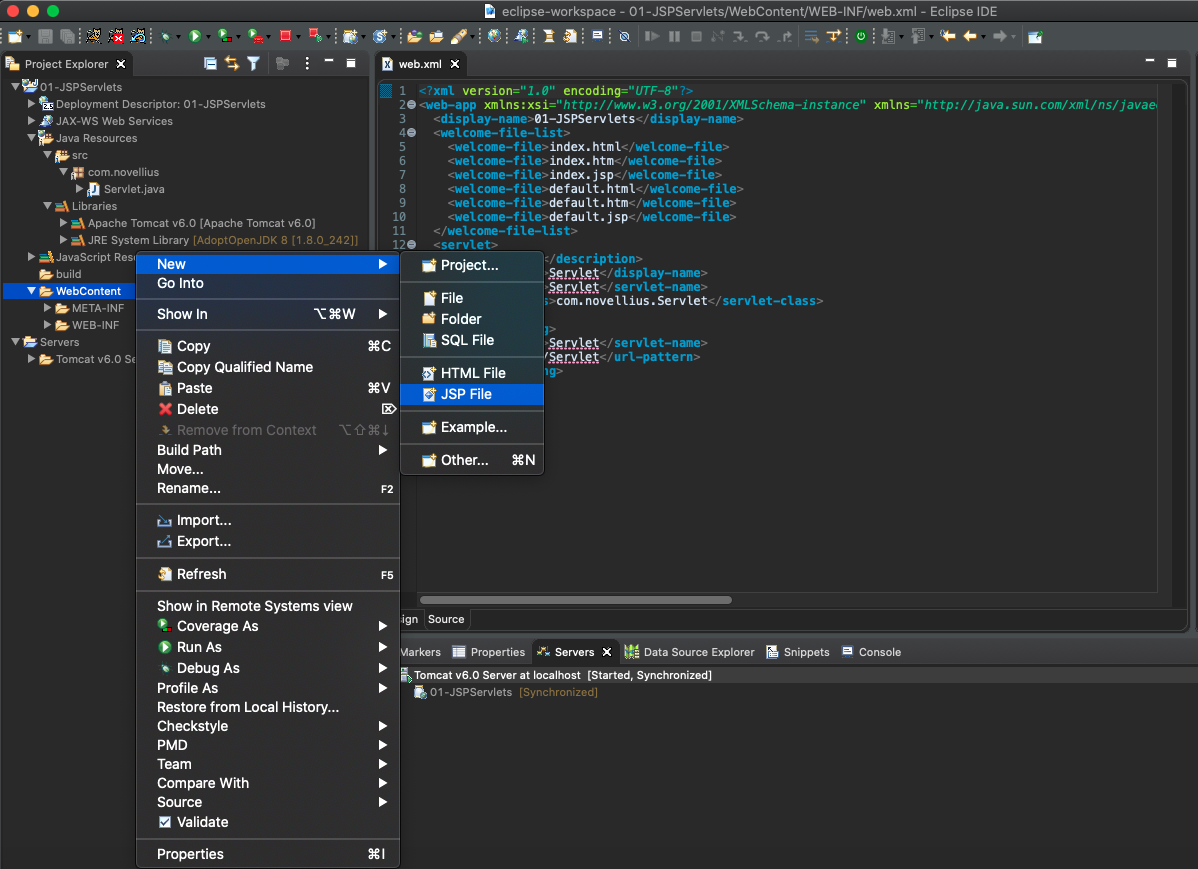 eclipse-workspace - 01-JSPServlets/WebContent/WEB-INF/web.xml - Eclipse IDE
Project Explorer
01-JSPServlets
Deployment Descriptor: 01-JSPServlets
JAX-WS Web Services
Java Resources
src
com.novellius
Servlet.java
Libraries
Apache Tomcat v6.0 [Apache Tomcat v6.0]
JRE System Library [AdoptOpenJDK 8 [1.8.0_242]]
JavaScript Res
build
WebContent
META-INF
WEB-INF
Servers
Tomcat v6.0 Se
New
Go Into
Show In ⌥⌘W
Copy ⌘C
Copy Qualified Name
Paste ⌘V
Delete ⌦
Remove from Context ⌥⇧⌘↓
Build Path
Move...
Rename... F2
Import...
Export...
Refresh F5
Show in Remote Systems view
Coverage As
Run As
Debug As
Profile As
Restore from Local History...
Checkstyle
PMD
Team
Compare With
Source
Validate
Properties ⌘I
Project...
File
Folder
SQL File
HTML File
JSP File
Example...
Other... ⌘N
web.xml
1 <?xml version="1.0" encoding="UTF-8"?>
2 <web-app xmlns:xsi="http://www.w3.org/2001/XMLSchema-instance" xmlns="http://java.sun.com/xml/ns/javae
3 <display-name>01-JSPServlets</display-name>
4 <welcome-file-list>
5 <welcome-file>index.html</welcome-file>
6 <welcome-file>index.htm</welcome-file>
7 <welcome-file>index.jsp</welcome-file>
8 <welcome-file>default.html</welcome-file>
9 <welcome-file>default.htm</welcome-file>
10 <welcome-file>default.jsp</welcome-file>
11 </welcome-file-list>
12 <servlet>
</description>
Servlet</display-name>
Servlet</servlet-name>
s>com.novellius.Servlet</servlet-class>
g>
Servlet</servlet-name>
/Servlet</url-pattern>
ng>
ign
Source
Markers
Properties
Servers
Data Source Explorer
Snippets
Console
Tomcat v6.0 Server at localhost [Started, Synchronized]
01-JSPServlets [Synchronized]